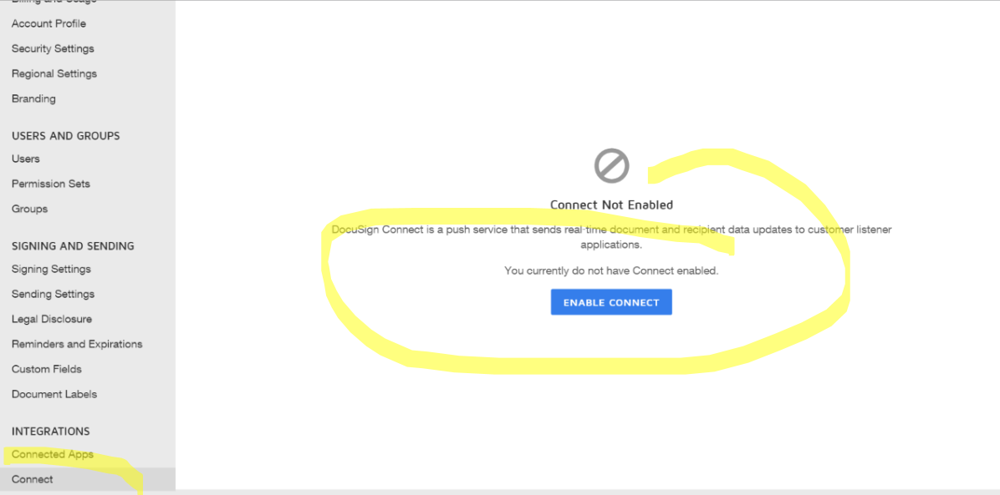 Billing and Usage
Account Profile
Security Settings
Regional Settings
Branding
USERS AND GROUPS
Users
Permission Sets
Groups
SIGNING AND SENDING
Signing Settings
Sending Settings
Legal Disclosure
Reminders and Expirations
Custom Fields
Document Labels
INTEGRATIONS
Connected Apps
Connect
Connect Not Enabled
DocuSign Connect is a push service that sends real-time document and recipient data updates to customer listener
applications.
You currently do not have Connect enabled.
ENABLE CONNECT